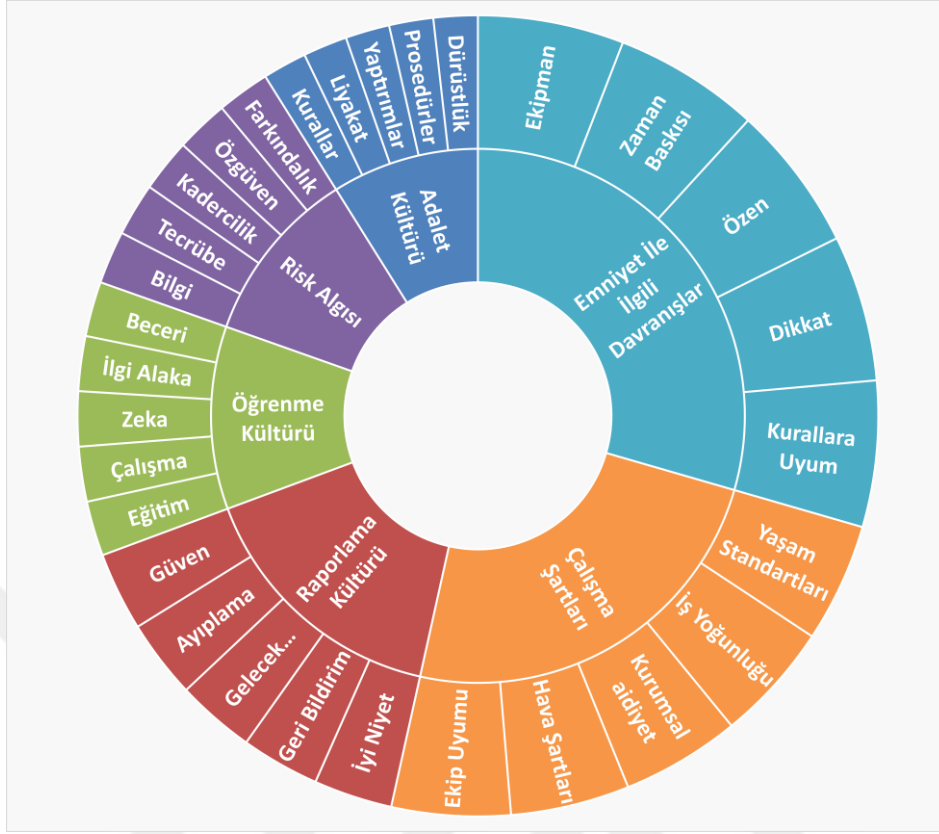 Emniyet İle
İlgili
Davranışlar
Ekipman
Zaman
Baskısı
Özen
Dikkat
Kurallara
Uyum
Çalışma
Şartları
Yaşam
Standartları
İş Yoğunluğu
Kurumsal
aidiyet
Hava Şartları
Ekip Uyumu
Raporlama
Kültürü
İyi Niyet
Geri Bildirim
Gelecek...
Ayıplama
Güven
Öğrenme
Kültürü
Eğitim
Çalışma
Zeka
İlgi Alaka
Beceri
Risk Algısı
Bilgi
Tecrübe
Kadercilik
Özgüven
Farkındalık
Adalet
Kültürü
Kurallar
Liyakat
Yaptırımlar
Prosedürler
Dürüstlük